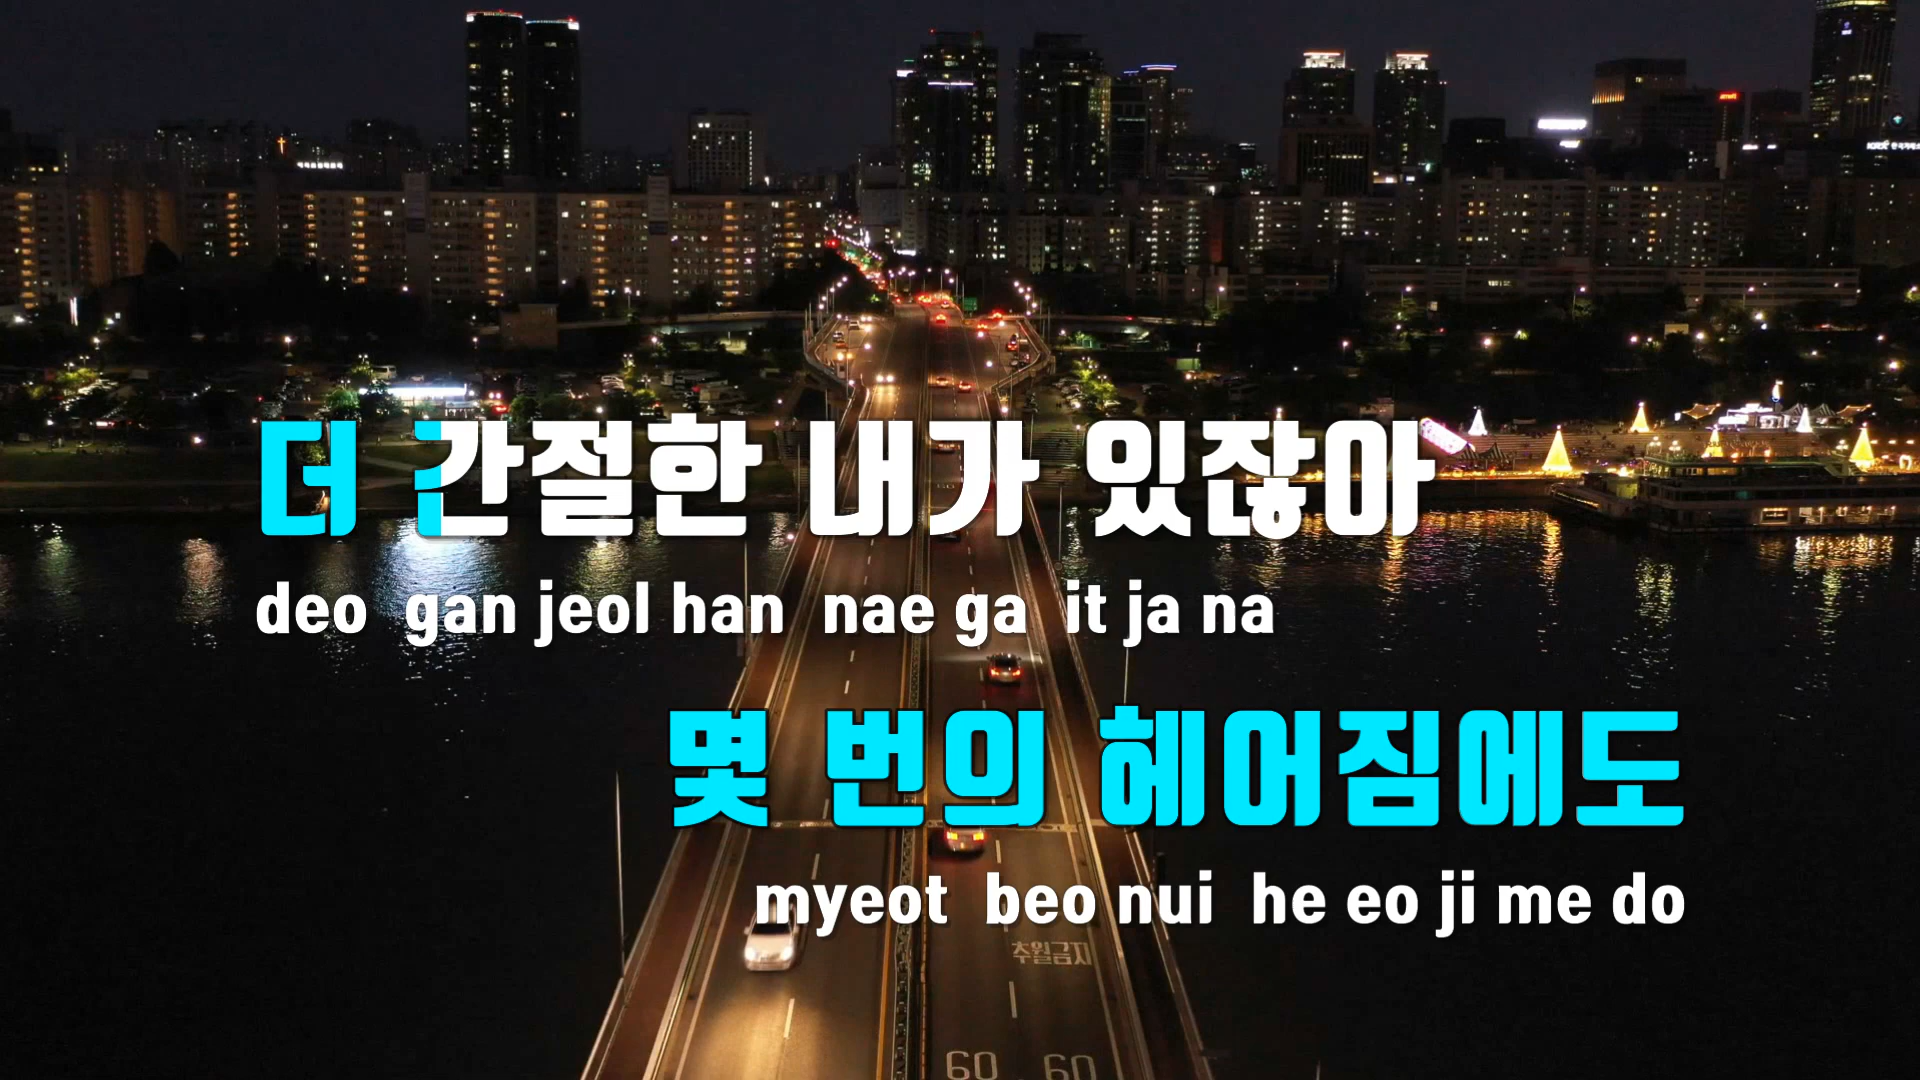 더 간절한 내가 있잖아
deo gan jeol han nae ga it ja na
몇 번의 헤어짐에도
myeot beo nui he eo ji me do
추월금지
60 60